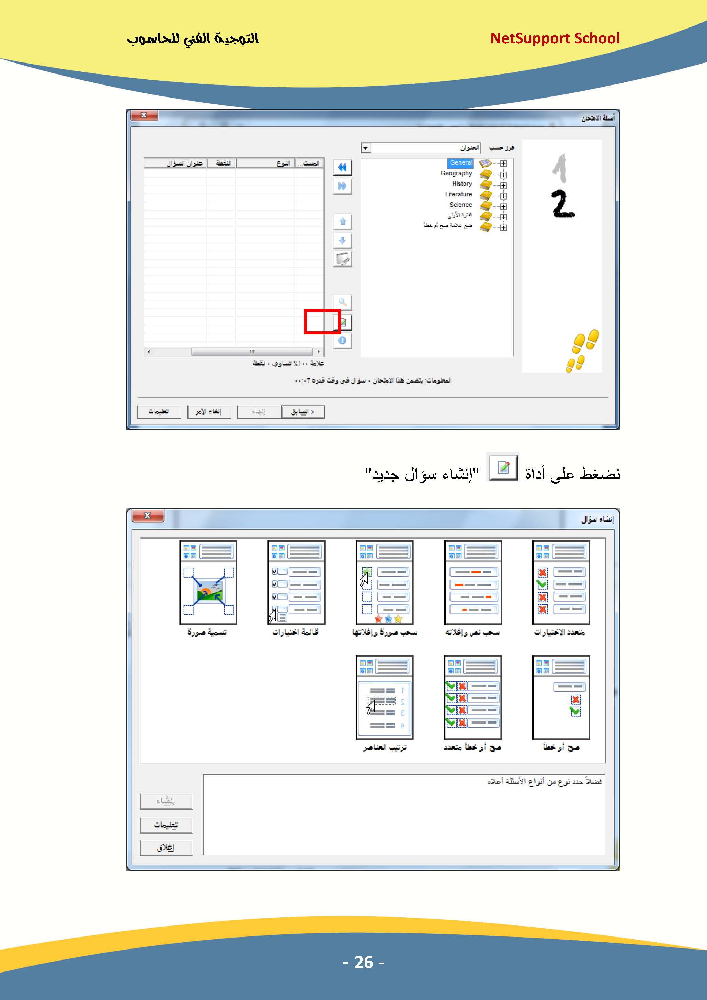 التوجية الفني للحاسوب
NetSupport School
أسئلة الامتحان
فرز حسب العنوان
General
Geography
History
Literature
Science
الفترة الأولى
ضع علامة صح أم خطأ
المست... النوع النقطة عنوان السؤال
1
2
علامة ١٠٠% تساوي ٠ نقطة.
المعلومات: يتضمن هذا الامتحان ٠ سؤال في وقت قدره ٠٠:٠٣
< السابق إنهاء إلغاء الأمر تعليمات
نضغط على أداة "إنشاء سؤال جديد"
إنشاء سؤال
متعدد الاختيارات سحب نص وإفلاته سحب صورة وإفلاتها قائمة اختيارات تسمية صورة
1
2
3
4
صح أو خطأ صح أو خطأ متعدد ترتيب العناصر
فضلاً حدد نوع من أنواع الأسئلة أعلاه
إنشاء
تعليمات
إغلاق
- 26 -